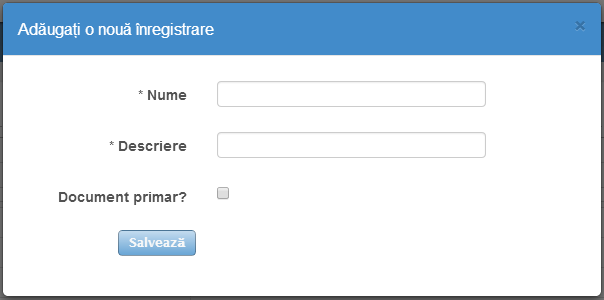 Adăugați o nouă înregistrare
×
* Nume
* Descriere
Document primar?
Salvează